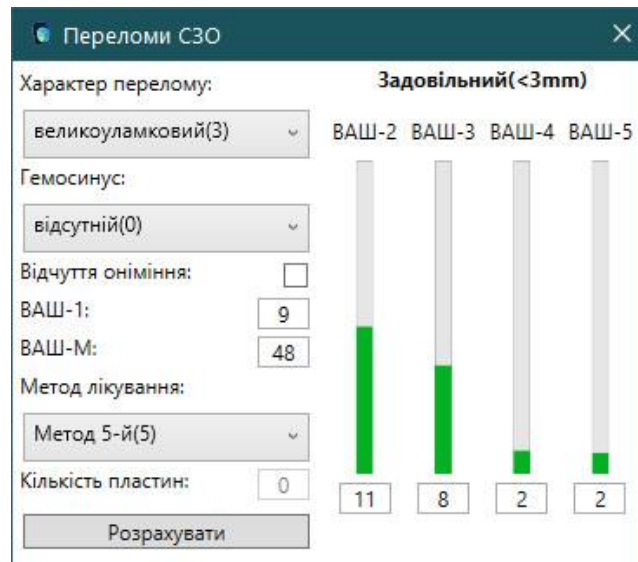 Переломи СЗО
Характер перелому:
великоуламковий(3)
Гемосинус:
відсутній(0)
Відчуття оніміння:
ВАШ-1: 9
ВАШ-М: 48
Метод лікування:
Метод 5-й(5)
Кількість пластин: 0
Розрахувати
Задовільний(<3mm)
ВАШ-2 ВАШ-3 ВАШ-4 ВАШ-5
11 8 2 2